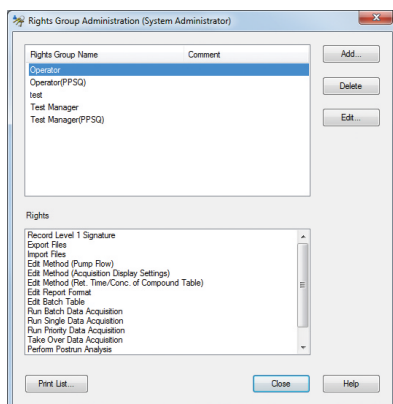 Rights Group Administration (System Administrator)
Rights Group Name Comment
Add...
Operator
Operator(PPSQ)
Delete
test
Test Manager
Edit...
Test Manager(PPSQ)
Rights
Record Level 1 Signature
Export Files
Import Files
Edit Method (Pump Flow)
Edit Method (Acquisition Display Settings)
Edit Method (Ret. Time/Conc. of Compound Table)
Edit Report Format
Edit Batch Table
Run Batch Data Acquisition
Run Single Data Acquisition
Run Priority Data Acquisition
Take Over Data Acquisition
Perform Postrun Analysis
Print List... Close Help